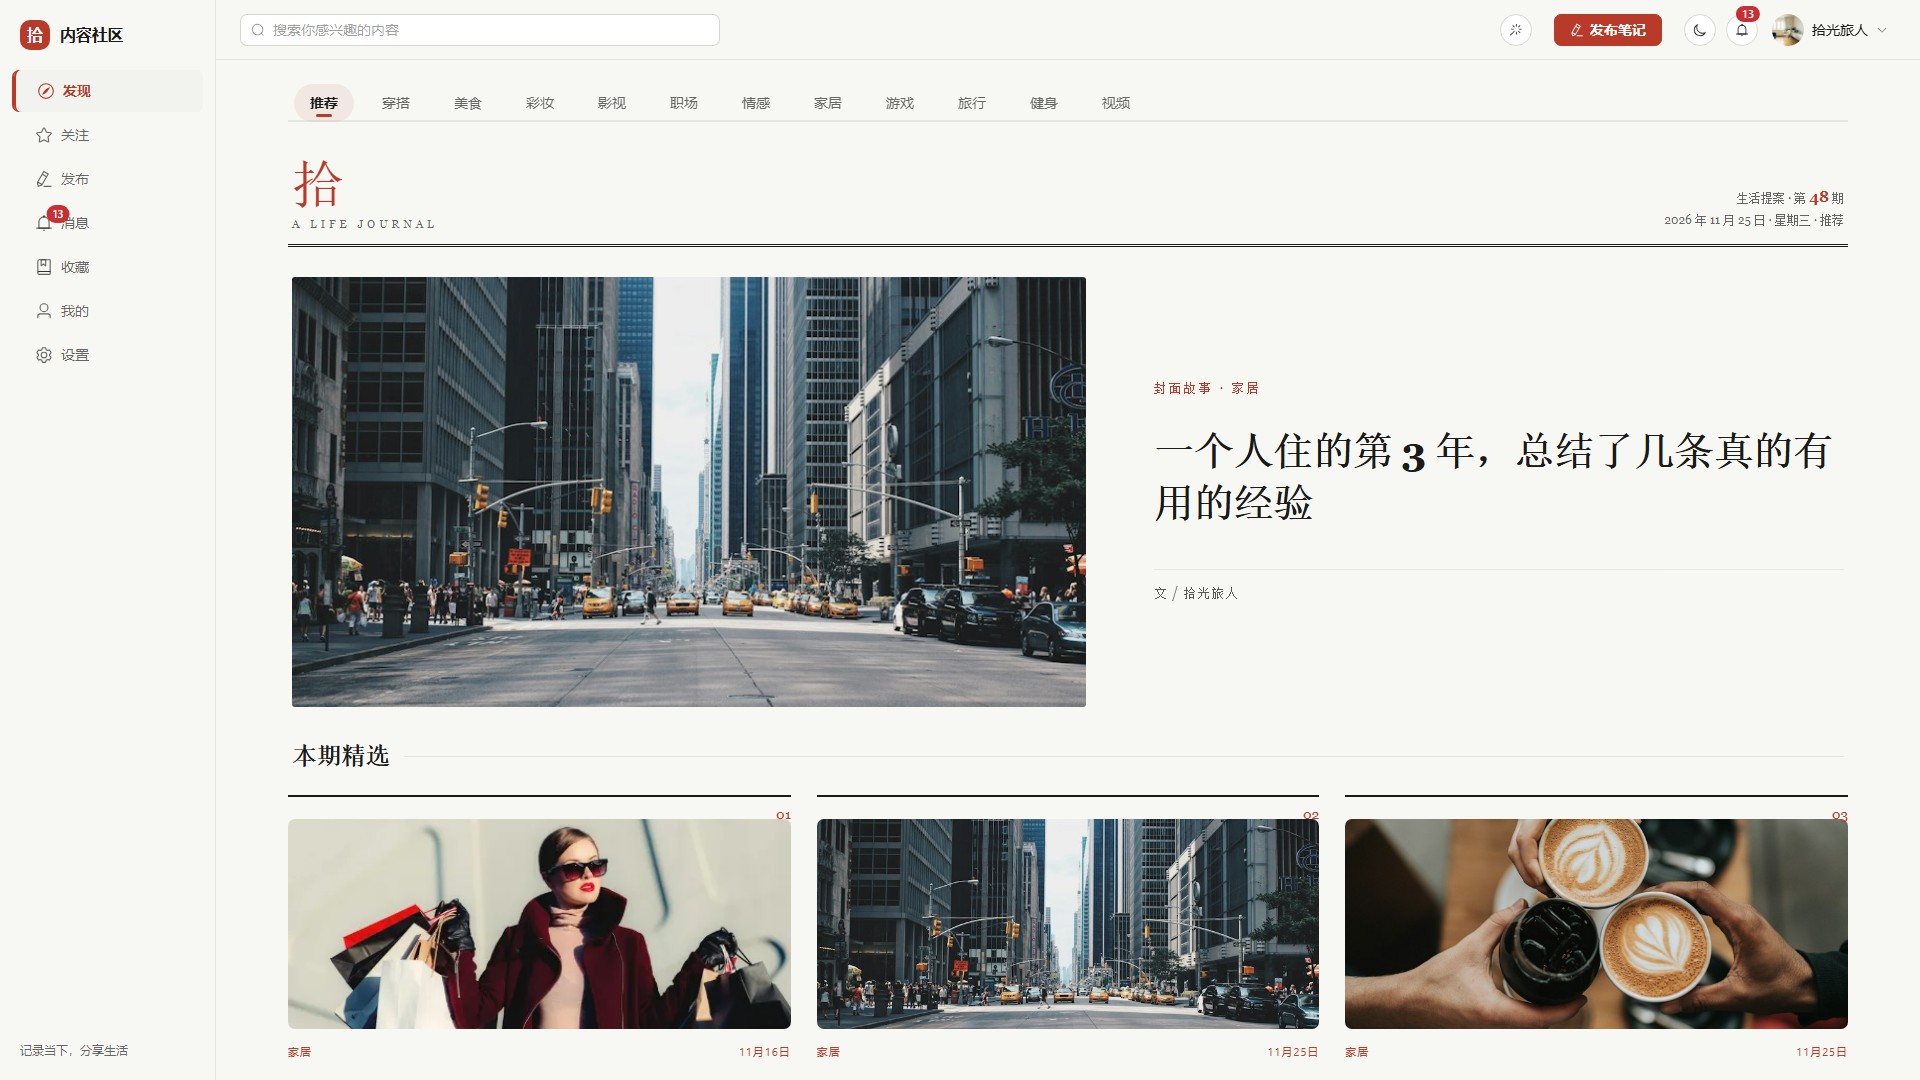 拾 内容社区
发现
关注
发布
13
消息
收藏
我的
设置
记录当下，分享生活
搜索你感兴趣的内容
发布笔记
13
拾光旅人
推荐 穿搭 美食 彩妆 影视 职场 情感 家居 游戏 旅行 健身 视频
拾
A LIFE JOURNAL
生活提案 · 第 48 期
2026 年 11 月 25 日 · 星期三 · 推荐
封面故事 · 家居
一个人住的第 3 年，总结了几条真的有
用的经验
文 / 拾光旅人
本期精选
01
家居 11月16日
02
家居 11月25日
03
家居 11月25日